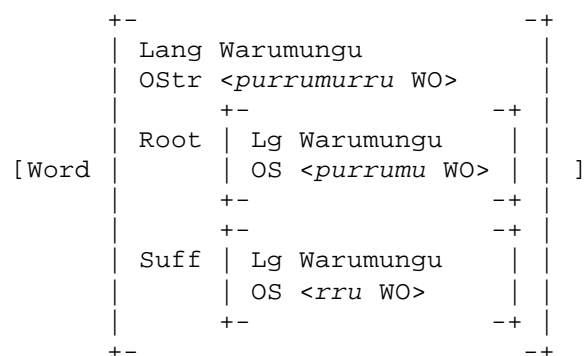 +- -+
| Lang Warumungu |
| OStr <purrumurru WO> |
| +- -+ |
| Root | Lg Warumungu | |
[Word | | OS <purrumu WO> | | ]
| +- -+ |
| +- -+ |
| Suff | Lg Warumungu | |
| | OS <rru WO> | |
| +- -+ |
+- -+